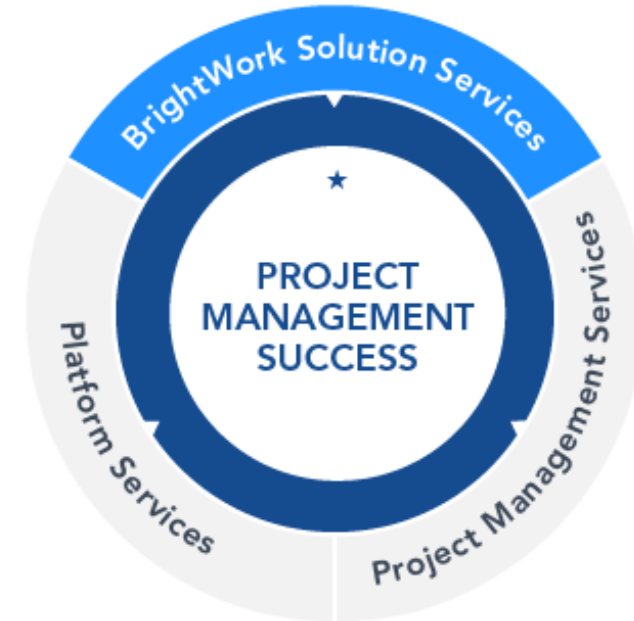 BrightWork Solution Services
PROJECT
MANAGEMENT
SUCCESS
Project Management Services
Platform Services